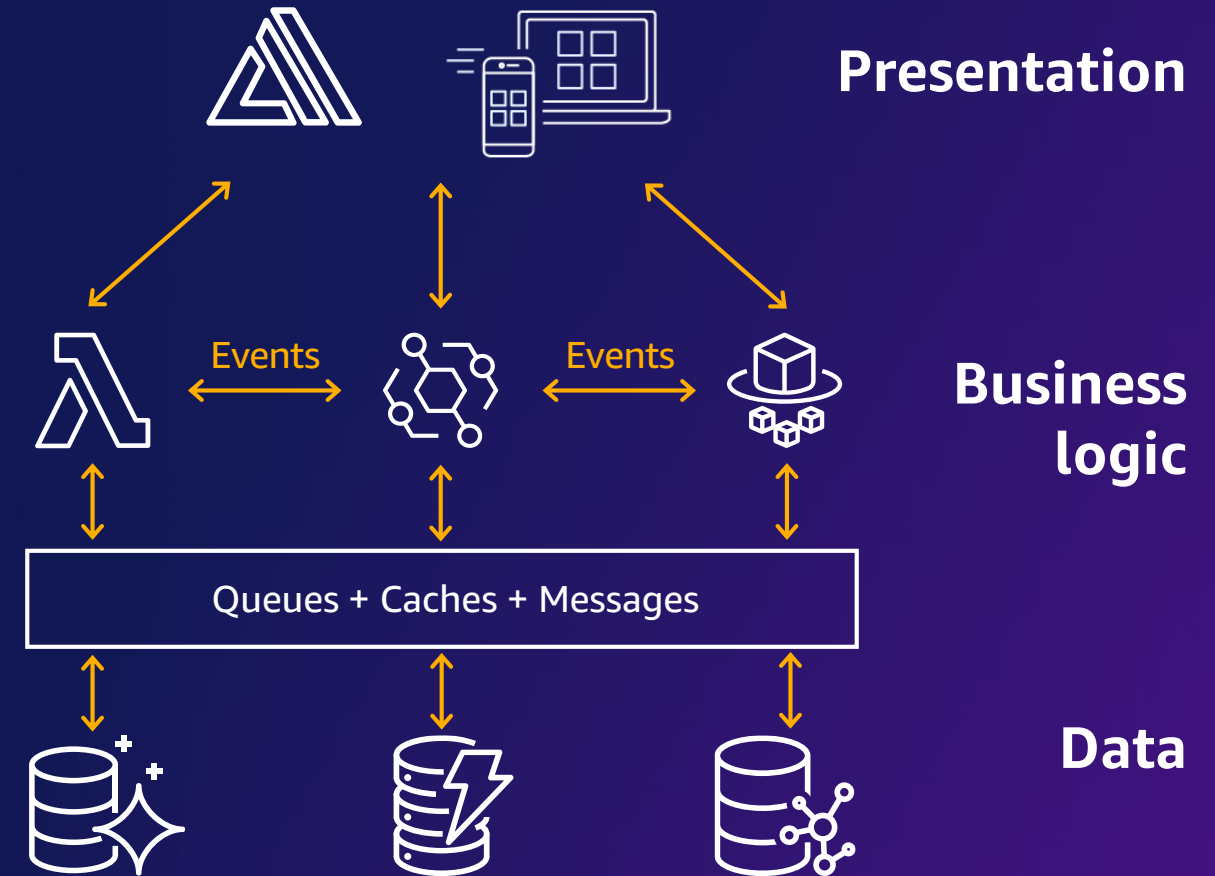 Presentation
Events
Events
Business
logic
Queues + Caches + Messages
Data